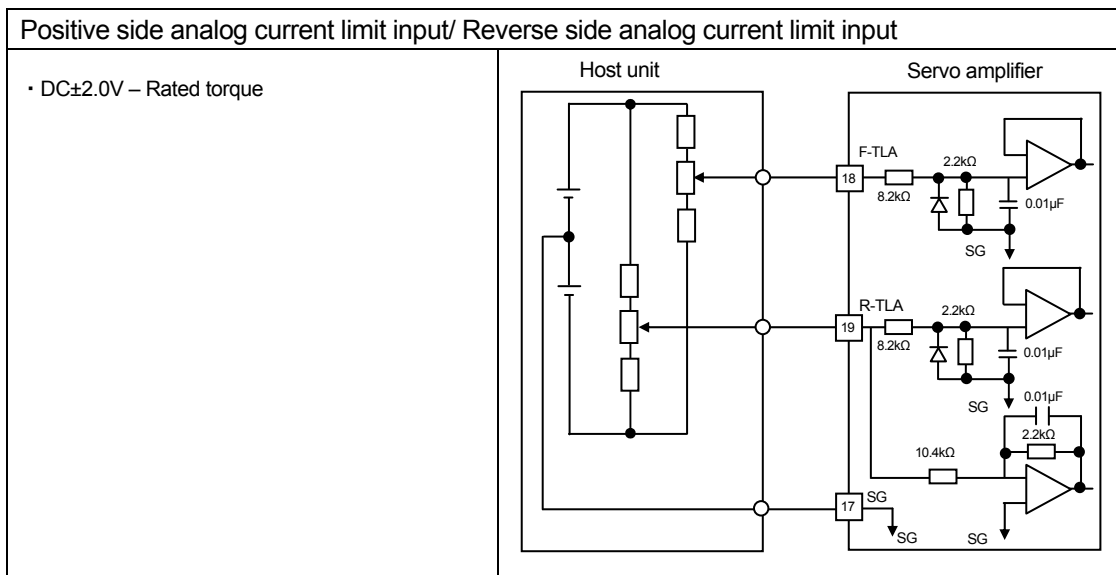 Positive side analog current limit input/ Reverse side analog current limit input
・DC±2.0V – Rated torque
Host unit
Servo amplifier
F-TLA
18
8.2kΩ
2.2kΩ
0.01μF
SG
R-TLA
19
8.2kΩ
2.2kΩ
0.01μF
SG
0.01μF
2.2kΩ
10.4kΩ
17
SG
SG
SG